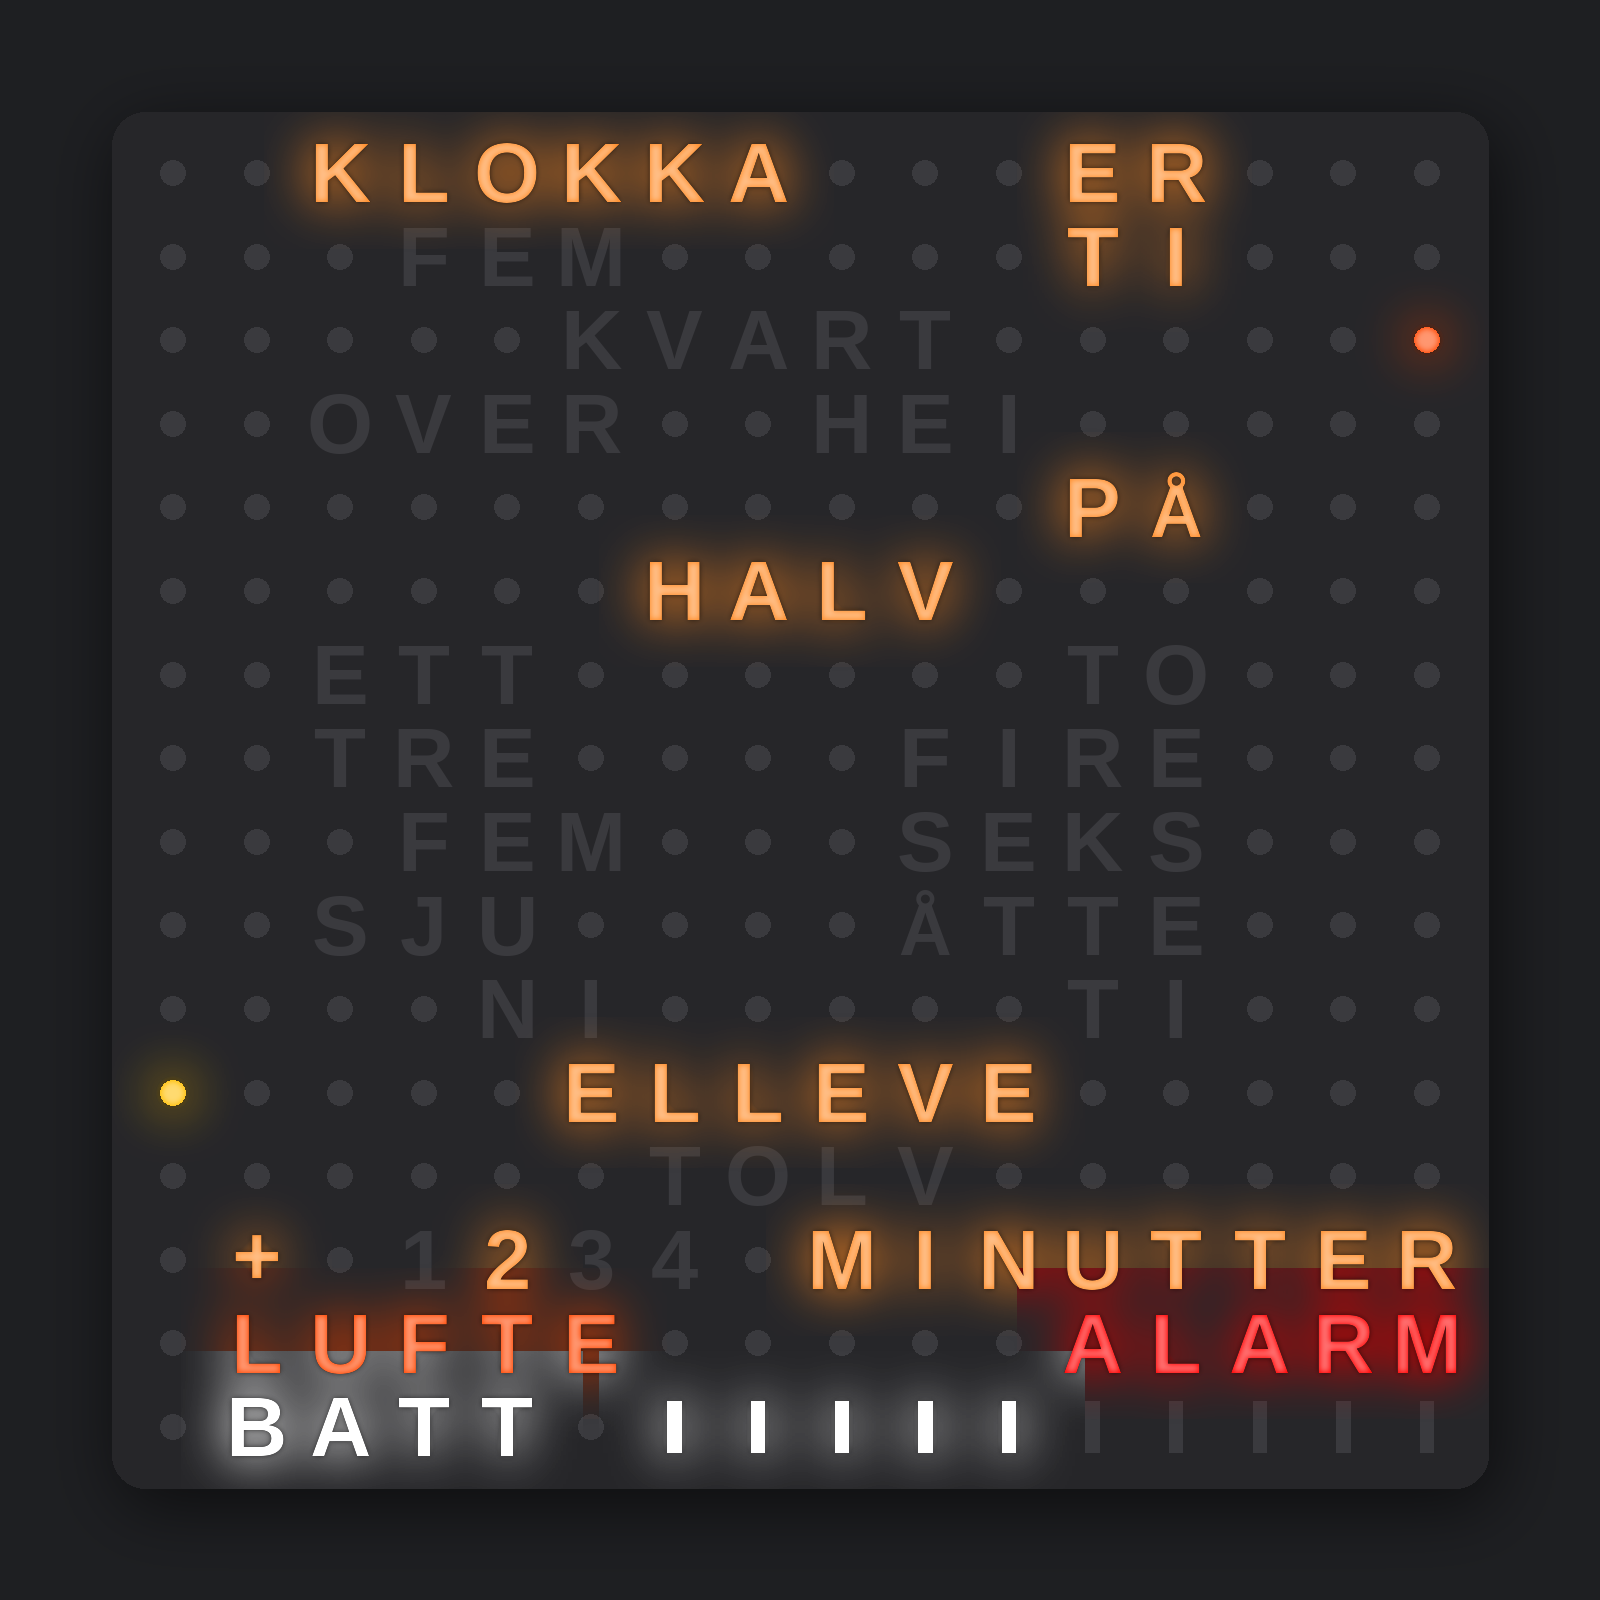 KLOKKA ER
FEM TI
KVART
OVER HEI
PÅ
HALV
ETT TO
TRE FIRE
FEM SEKS
SJU ÅTTE
NI TI
ELLEVE
TOLV
+ 1 2 3 4 MINUTTER
LUFTE ALARM
BATT I I I I I I I I I I